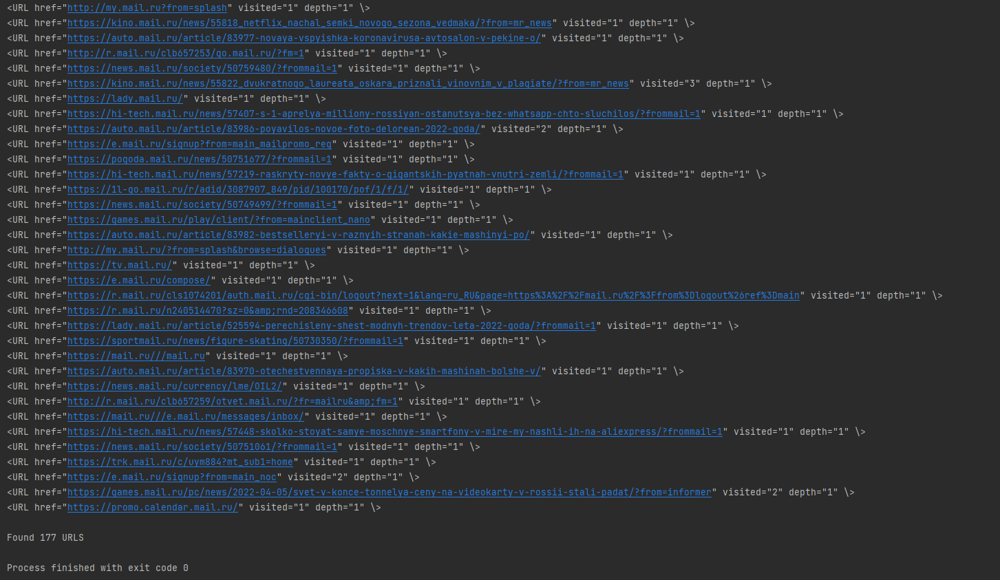 <URL href="http://my.mail.ru?from=splash" visited="1" depth="1" \>
<URL href="https://kino.mail.ru/news/55818_netflix_nachal_semki_novogo_sezona_vedmaka/?from=mr_news" visited="1" depth="1" \>
<URL href="https://auto.mail.ru/article/83977-novaya-vspyishka-koronavirusa-avtosalon-v-pekine-o/" visited="1" depth="1" \>
<URL href="http://r.mail.ru/clb657253/go.mail.ru/?fm=1" visited="1" depth="1" \>
<URL href="https://news.mail.ru/society/50759480/?frommail=1" visited="1" depth="1" \>
<URL href="https://kino.mail.ru/news/55822_dvukratnogo_laureata_oskara_priznali_vinovnim_v_plagiate/?from=mr_news" visited="3" depth="1" \>
<URL href="https://lady.mail.ru/" visited="1" depth="1" \>
<URL href="https://hi-tech.mail.ru/news/57407-s-1-aprelya-milliony-rossiyan-ostanutsya-bez-whatsapp-chto-sluchilos/?frommail=1" visited="1" depth="1" \>
<URL href="https://auto.mail.ru/article/83986-poyavilos-novoe-foto-delorean-2022-goda/" visited="2" depth="1" \>
<URL href="https://e.mail.ru/signup?from=main_mailpromo_reg" visited="1" depth="1" \>
<URL href="https://pogoda.mail.ru/news/50751677/?frommail=1" visited="1" depth="1" \>
<URL href="https://hi-tech.mail.ru/news/57219-raskryty-novye-fakty-o-gigantskih-pyatnah-vnutri-zemli/?frommail=1" visited="1" depth="1" \>
<URL href="https://1l-go.mail.ru/r/adid/3087907_849/pid/100170/pof/1/f/1/" visited="1" depth="1" \>
<URL href="https://news.mail.ru/society/50749499/?frommail=1" visited="1" depth="1" \>
<URL href="https://games.mail.ru/play/client/?from=mainclient_nano" visited="1" depth="1" \>
<URL href="https://auto.mail.ru/article/83982-bestselleryi-v-raznyih-stranah-kakie-mashinyi-po/" visited="1" depth="1" \>
<URL href="http://my.mail.ru/?from=splash&browse=dialogues" visited="1" depth="1" \>
<URL href="https://tv.mail.ru/" visited="1" depth="1" \>
<URL href="https://e.mail.ru/compose/" visited="1" depth="1" \>
<URL href="https://r.mail.ru/cls1074201/auth.mail.ru/cgi-bin/logout?next=1&lang=ru_RU&page=https%3A%2F%2Fmail.ru%2F%3Ffrom%3Dlogout%26ref%3Dmain" visited="1" depth="1" \>
<URL href="https://r.mail.ru/n240514470?sz=0&amp;rnd=208346608" visited="1" depth="1" \>
<URL href="https://lady.mail.ru/article/525594-perechisleny-shest-modnyh-trendov-leta-2022-goda/?frommail=1" visited="1" depth="1" \>
<URL href="https://sportmail.ru/news/figure-skating/50730350/?frommail=1" visited="1" depth="1" \>
<URL href="https://mail.ru///mail.ru" visited="1" depth="1" \>
<URL href="https://auto.mail.ru/article/83970-otechestvennaya-propiska-v-kakih-mashinah-bolshe-v/" visited="1" depth="1" \>
<URL href="https://news.mail.ru/currency/lme/OIL2/" visited="1" depth="1" \>
<URL href="http://r.mail.ru/clb657259/otvet.mail.ru/?fr=mailru&amp;fm=1" visited="1" depth="1" \>
<URL href="https://mail.ru///e.mail.ru/messages/inbox/" visited="1" depth="1" \>
<URL href="https://hi-tech.mail.ru/news/57448-skolko-stoyat-samye-moschnye-smartfony-v-mire-my-nashli-ih-na-aliexpress/?frommail=1" visited="1" depth="1" \>
<URL href="https://news.mail.ru/society/50751061/?frommail=1" visited="1" depth="1" \>
<URL href="https://trk.mail.ru/c/uym884?mt_sub1=home" visited="1" depth="1" \>
<URL href="https://e.mail.ru/signup?from=main_noc" visited="2" depth="1" \>
<URL href="https://games.mail.ru/pc/news/2022-04-05/svet-v-konce-tonnelya-ceny-na-videokarty-v-rossii-stali-padat/?from=informer" visited="2" depth="1" \>
<URL href="https://promo.calendar.mail.ru/" visited="1" depth="1" \>
Found 177 URLS
Process finished with exit code 0